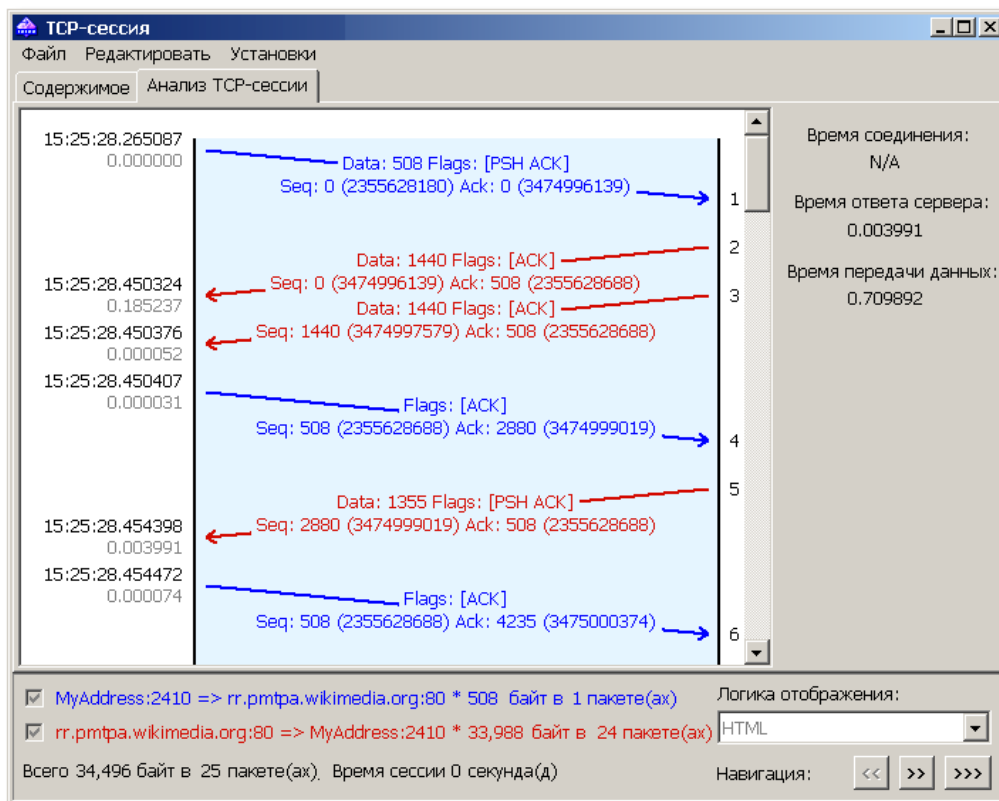 TCP-сессия
Файл Редактировать Установки
Содержимое Анализ TCP-сессии
15:25:28.265087
0.000000
Data: 508 Flags: [PSH ACK]
Seq: 0 (2355628180) Ack: 0 (3474996139)
1
2
Data: 1440 Flags: [ACK]
15:25:28.450324
Seq: 0 (3474996139) Ack: 508 (2355628688)
0.185237
3
Data: 1440 Flags: [ACK]
15:25:28.450376
Seq: 1440 (3474997579) Ack: 508 (2355628688)
0.000052
15:25:28.450407
0.000031
Flags: [ACK]
Seq: 508 (2355628688) Ack: 2880 (3474999019)
4
5
Data: 1355 Flags: [PSH ACK]
15:25:28.454398
Seq: 2880 (3474999019) Ack: 508 (2355628688)
0.003991
15:25:28.454472
0.000074
Flags: [ACK]
Seq: 508 (2355628688) Ack: 4235 (3475000374)
6
Время соединения:
N/A
Время ответа сервера:
0.003991
Время передачи данных:
0.709892
MyAddress:2410 => rr.pmtpa.wikimedia.org:80 * 508 байт в 1 пакете(ах)
rr.pmtpa.wikimedia.org:80 => MyAddress:2410 * 33,988 байт в 24 пакете(ах)
Всего 34,496 байт в 25 пакете(ах). Время сессии 0 секунда(д)
Логика отображения:
HTML
Навигация: << >> >>>